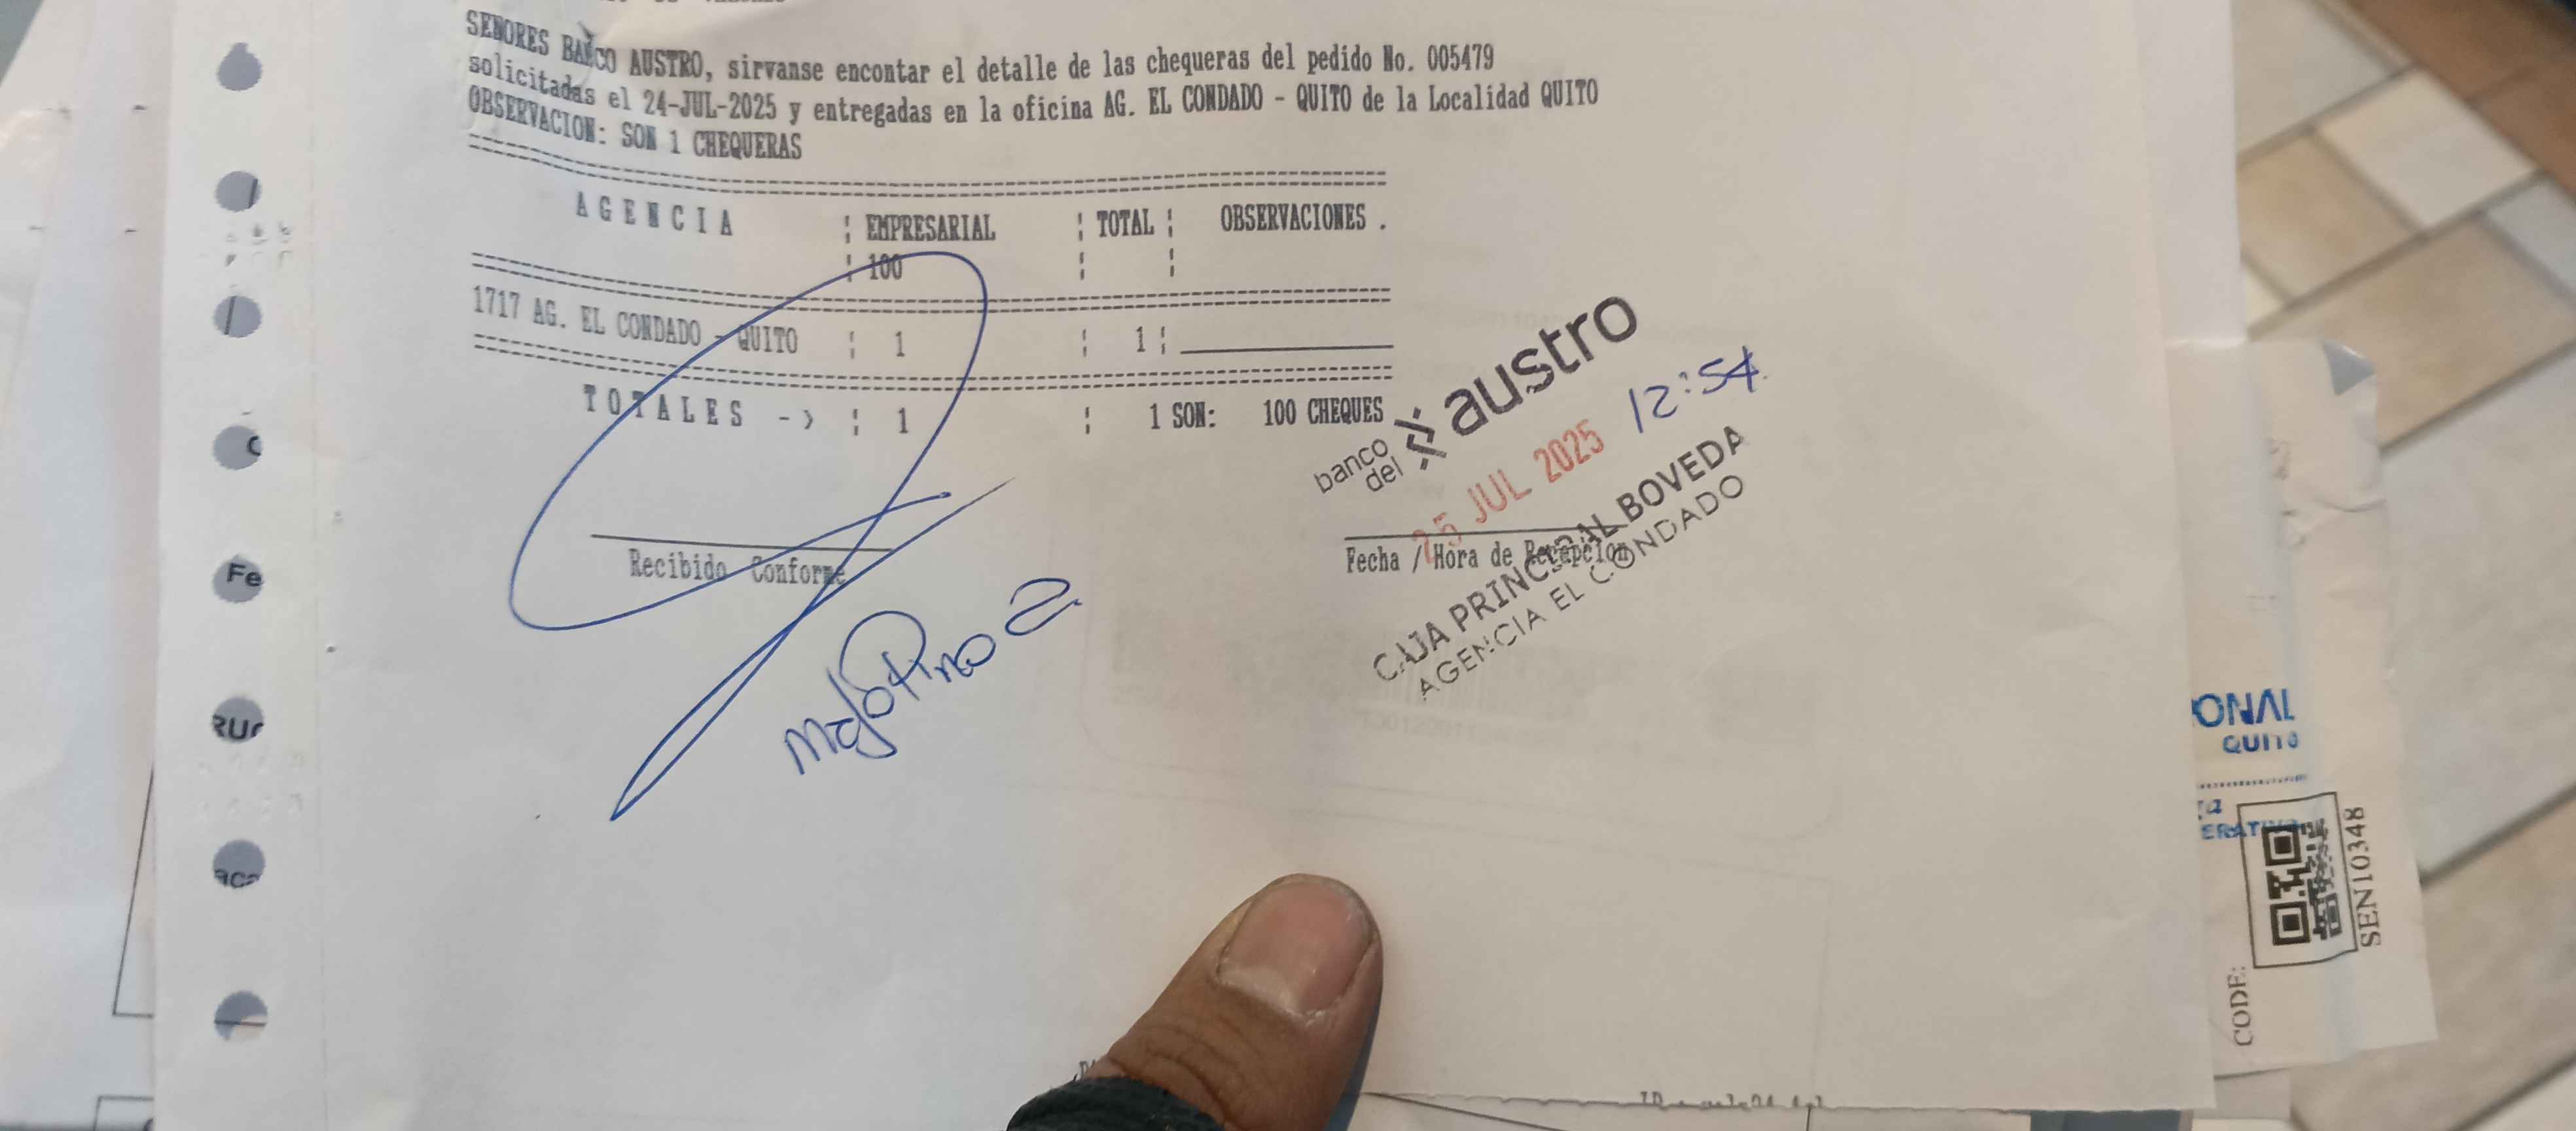 SENORES BANCO AUSTRO, sirvanse encontar el detalle de las chequeras del pedido No. 005479
solicitadas el 24-JUL-2025 y entregadas en la oficina AG. EL CONDADO - QUITO de la Localidad QUITO
OBSERVACION: SON 1 CHEQUERAS
AGENCIA ¦ EMPRESARIAL ¦ TOTAL ¦ OBSERVACIONES .
¦ 100 ¦ ¦
1717 AG. EL CONDADO - QUITO ¦ 1 ¦ 1 ¦
TOTALES -> ¦ 1 ¦ 1 SON: 100 CHEQUES
banco del austro
25 JUL 2025 12:54
CAJA PRINCIPAL BOVEDA
AGENCIA EL CONDADO
Recibido Conforme
Fecha / Hora de Recepcion
Fe
ONAL
QUITO
CODE:
SEN10348